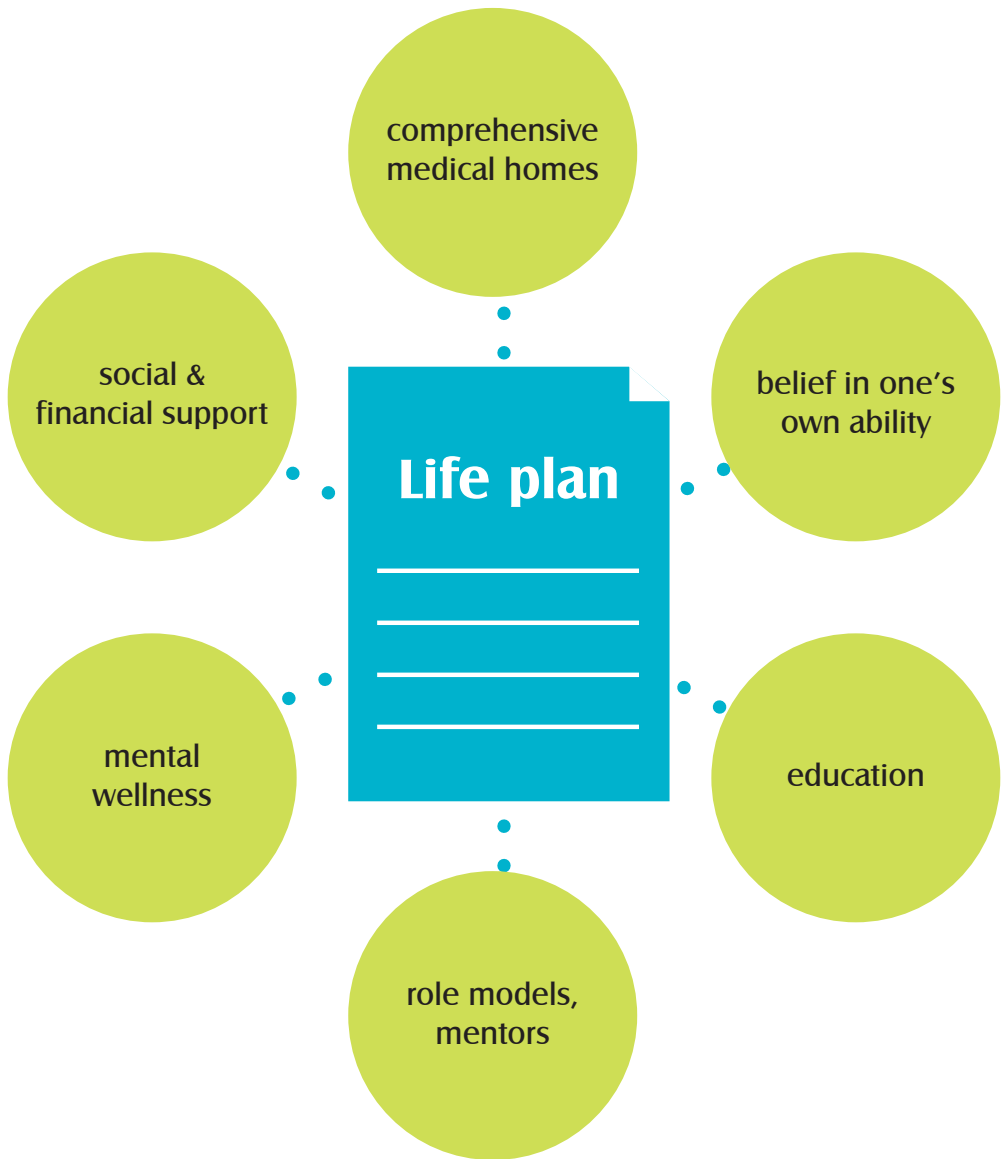 comprehensive
medical homes
social &
financial support
belief in one's
own ability
Life plan
mental
wellness
education
role models,
mentors